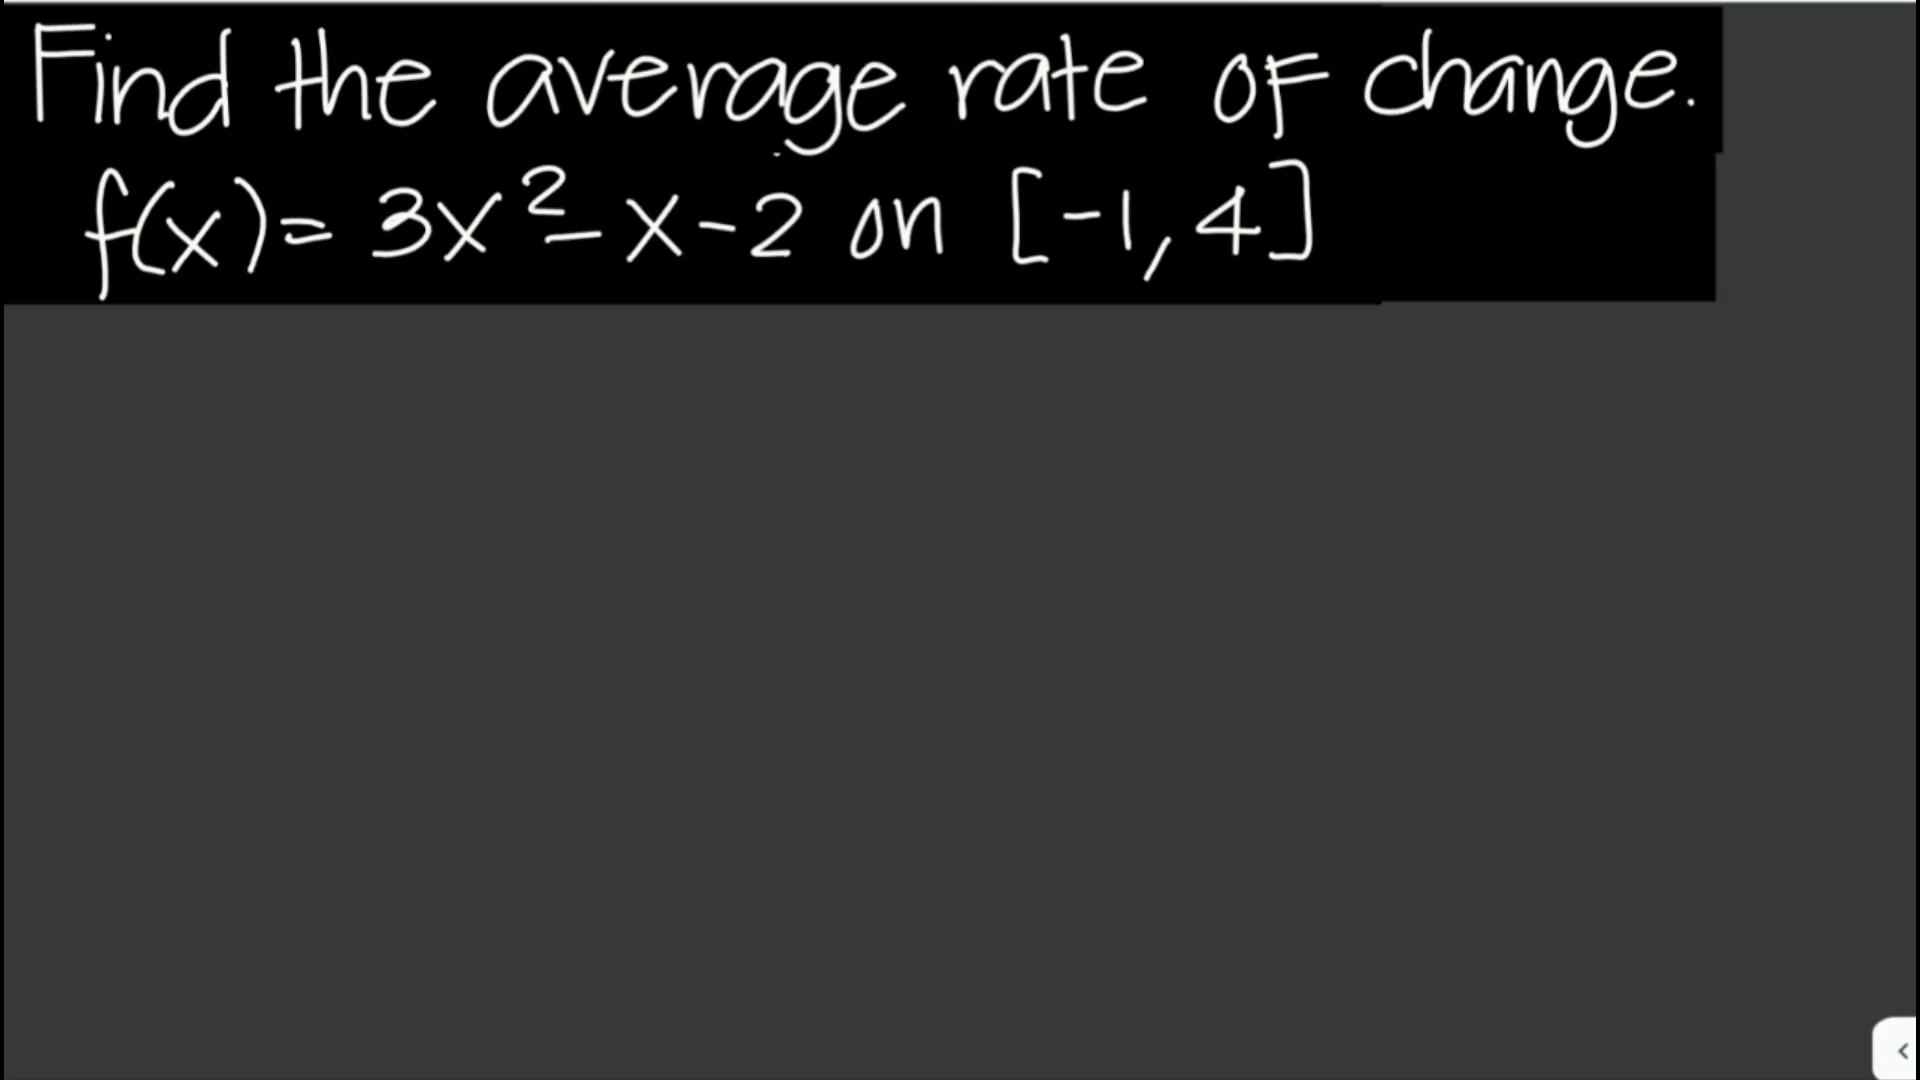 Find the average rate of change.
f(x) = 3x² - x - 2 on [-1, 4]